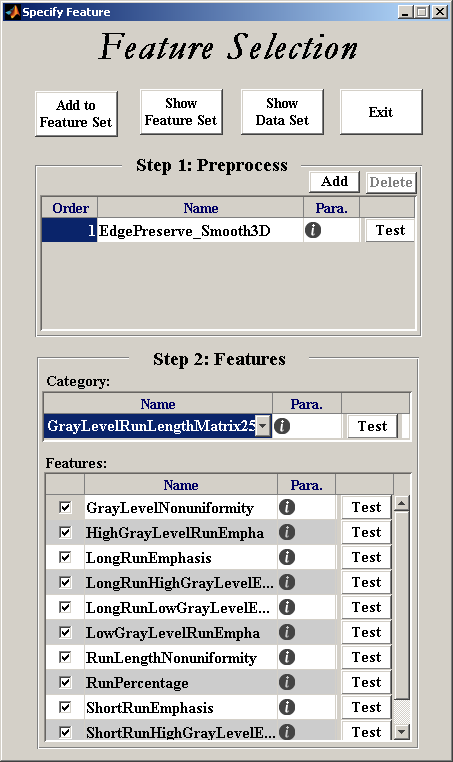 Specify Feature
Feature Selection
Add to
Feature Set
Show
Feature Set
Show
Data Set
Exit
Step 1: Preprocess
Add
Delete
Order Name Para.
1 EdgePreserve_Smooth3D i Test
Step 2: Features
Category:
Name Para.
GrayLevelRunLengthMatrix25 i Test
Features:
Name Para.
GrayLevelNonuniformity i Test
HighGrayLevelRunEmpha i Test
LongRunEmphasis i Test
LongRunHighGrayLevelE... i Test
LongRunLowGrayLevelE... i Test
LowGrayLevelRunEmpha i Test
RunLengthNonuniformity i Test
RunPercentage i Test
ShortRunEmphasis i Test
ShortRunHighGrayLevelE... i Test